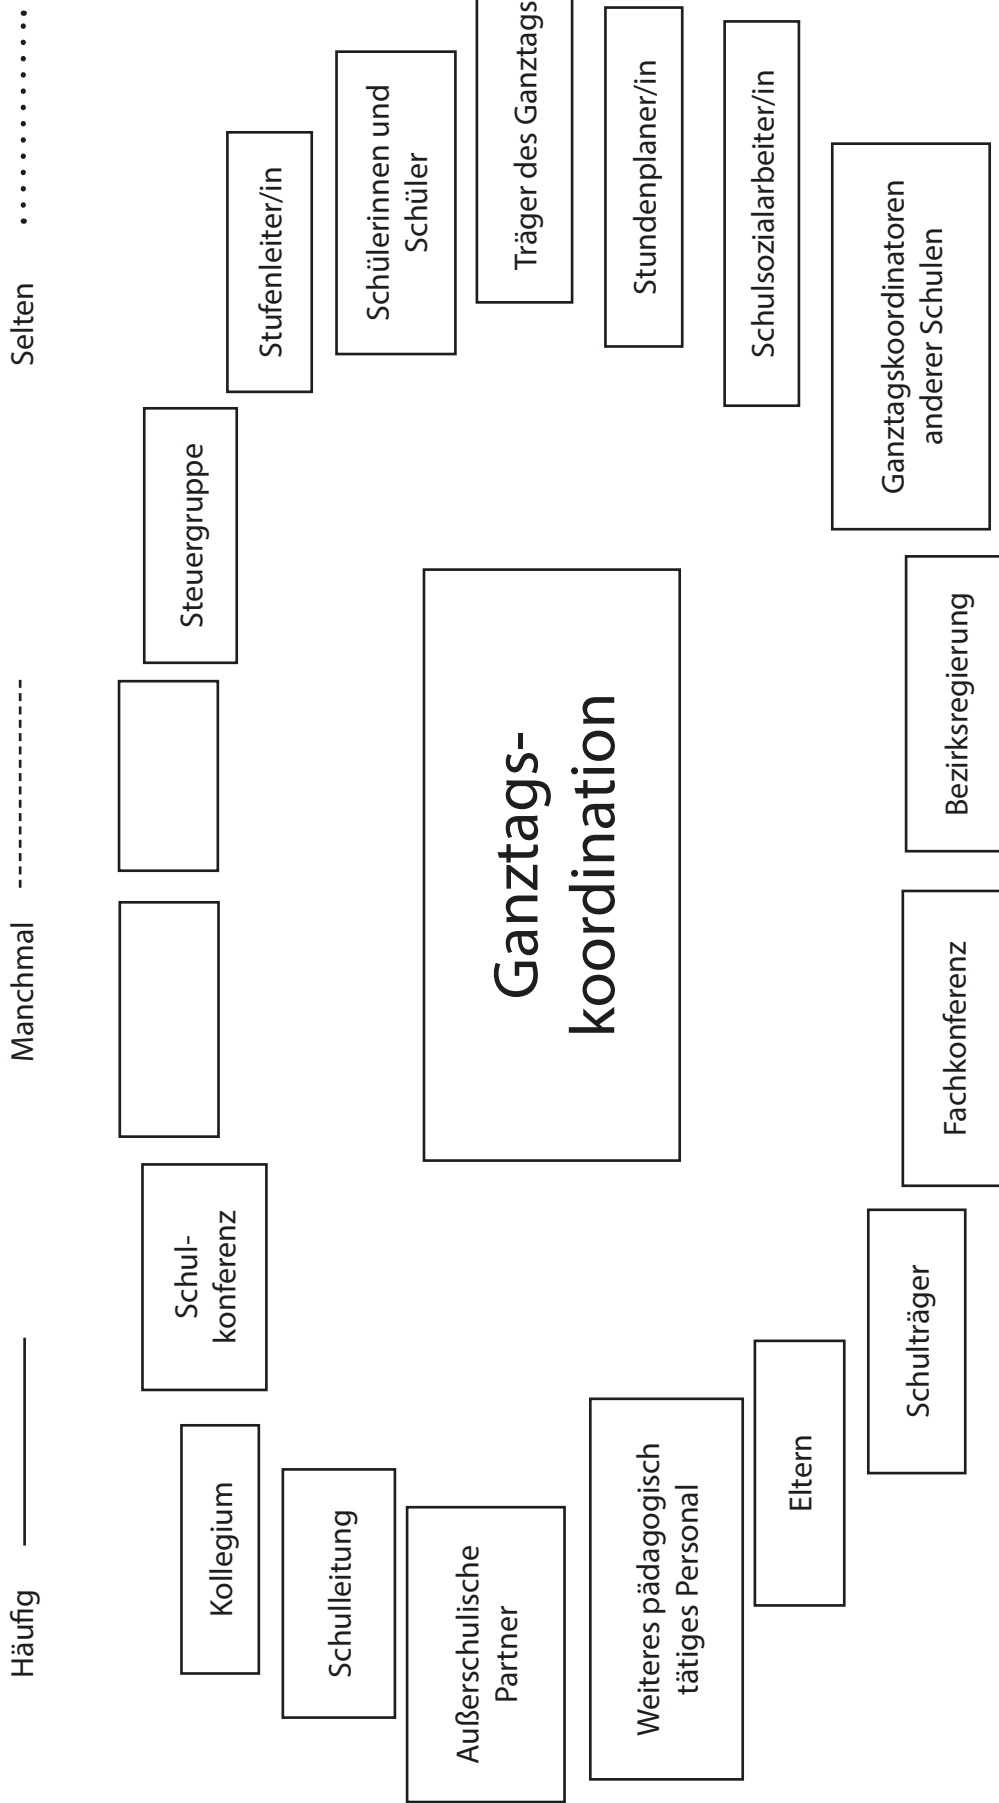 Häufig
Manchmal
Selten
Schul-
konferenz
Steuergruppe
Kollegium
Stufenleiter/in
Schulleitung
Schülerinnen und
Schüler
Außerschulische
Partner
Ganztags-
koordination
Träger des Ganztags
Weiteres pädagogisch
tätiges Personal
Stundenplaner/in
Eltern
Schulsozialarbeiter/in
Schulträger
Ganztagskoordinatoren
anderer Schulen
Fachkonferenz
Bezirksregierung